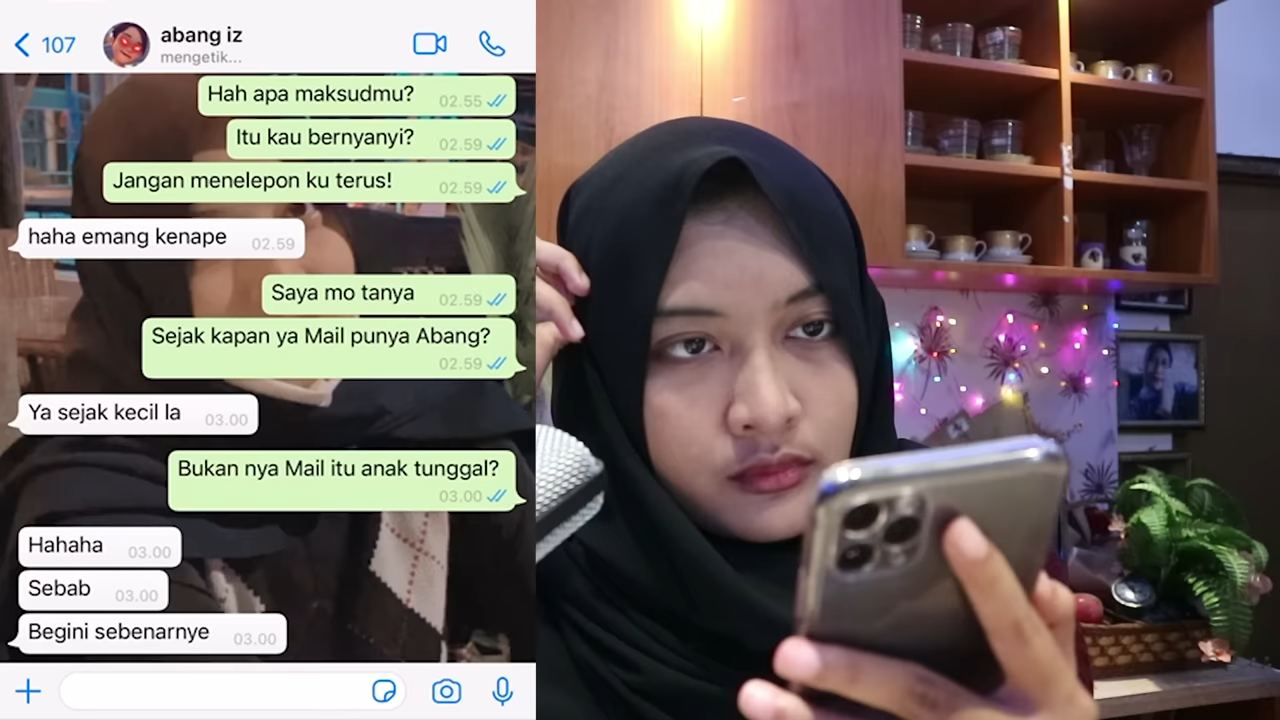 107
abang iz
mengetik...
Hah apa maksudmu? 02.55
Itu kau bernyanyi? 02.59
Jangan menelepon ku terus! 02.59
haha emang kenape 02.59
Saya mo tanya 02.59
Sejak kapan ya Mail punya Abang?
02.59
Ya sejak kecil la 03.00
Bukan nya Mail itu anak tunggal?
03.00
Hahaha 03.00
Sebab 03.00
Begini sebenarnye 03.00